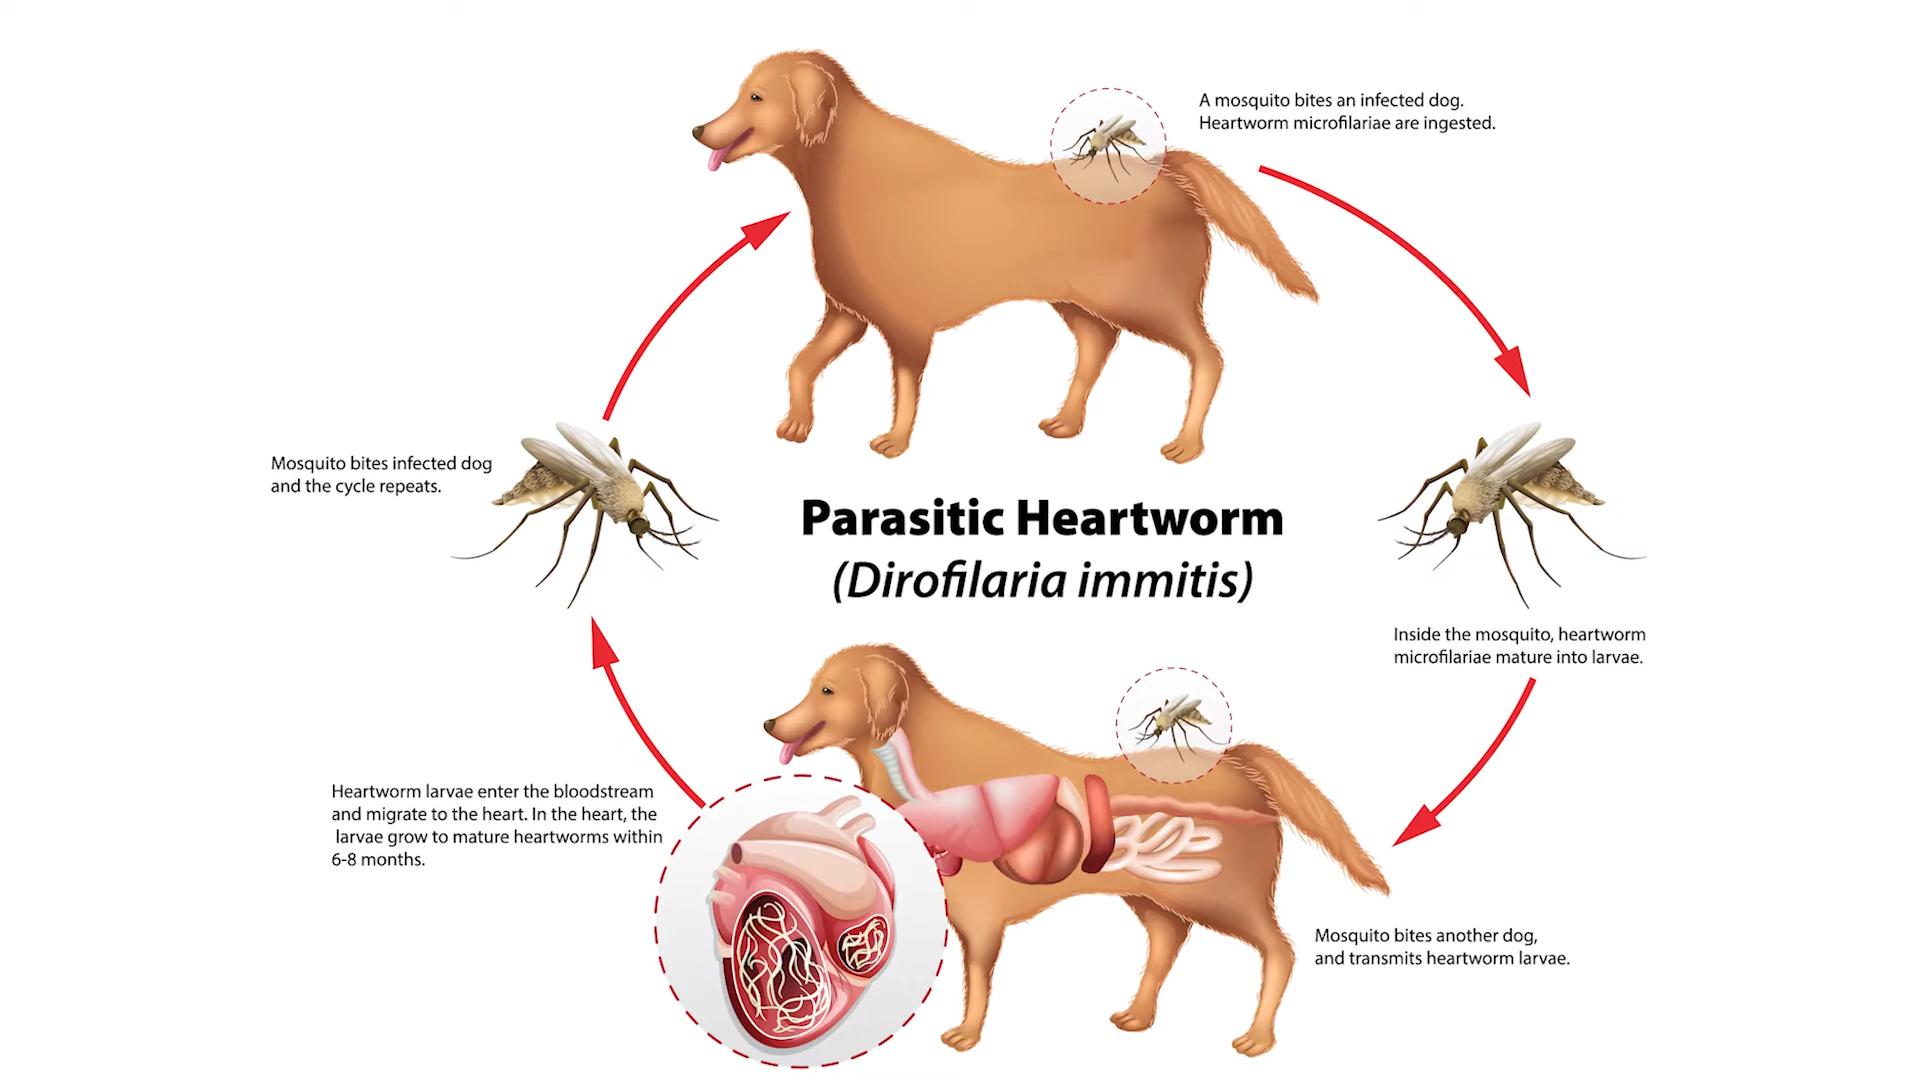 A mosquito bites an infected dog.
Heartworm microfilariae are ingested.
Mosquito bites infected dog
and the cycle repeats.
Parasitic Heartworm
(Dirofilaria immitis)
Inside the mosquito, heartworm
microfilariae mature into larvae.
Heartworm larvae enter the bloodstream
and migrate to the heart. In the heart, the
larvae grow to mature heartworms within
6-8 months.
Mosquito bites another dog,
and transmits heartworm larvae.